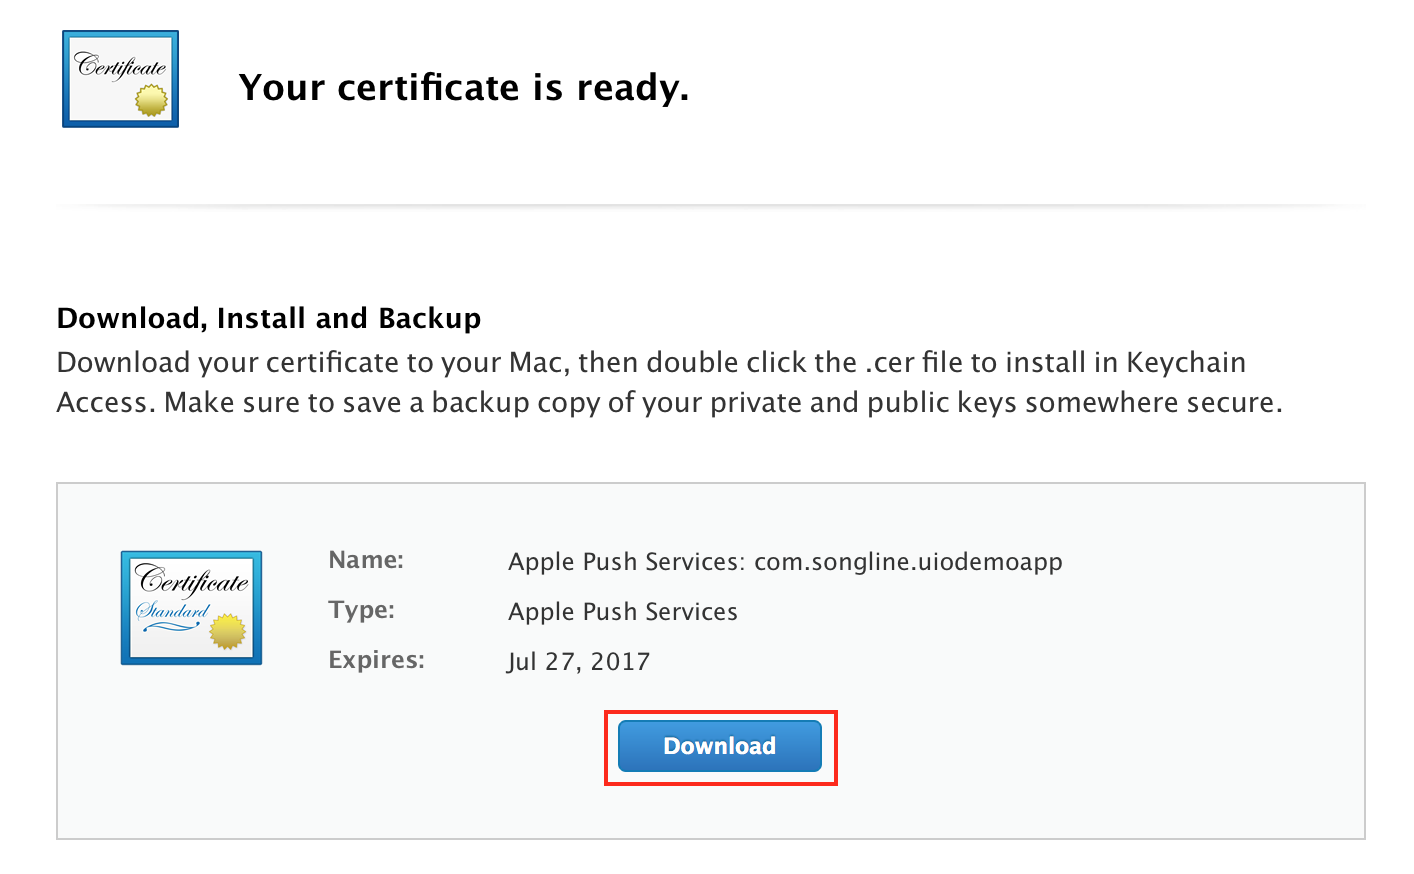 Certificate
Your certificate is ready.
Download, Install and Backup
Download your certificate to your Mac, then double click the .cer file to install in Keychain
Access. Make sure to save a backup copy of your private and public keys somewhere secure.
Certificate
Standard
Name: Apple Push Services: com.songline.uiodemoapp
Type: Apple Push Services
Expires: Jul 27, 2017
Download